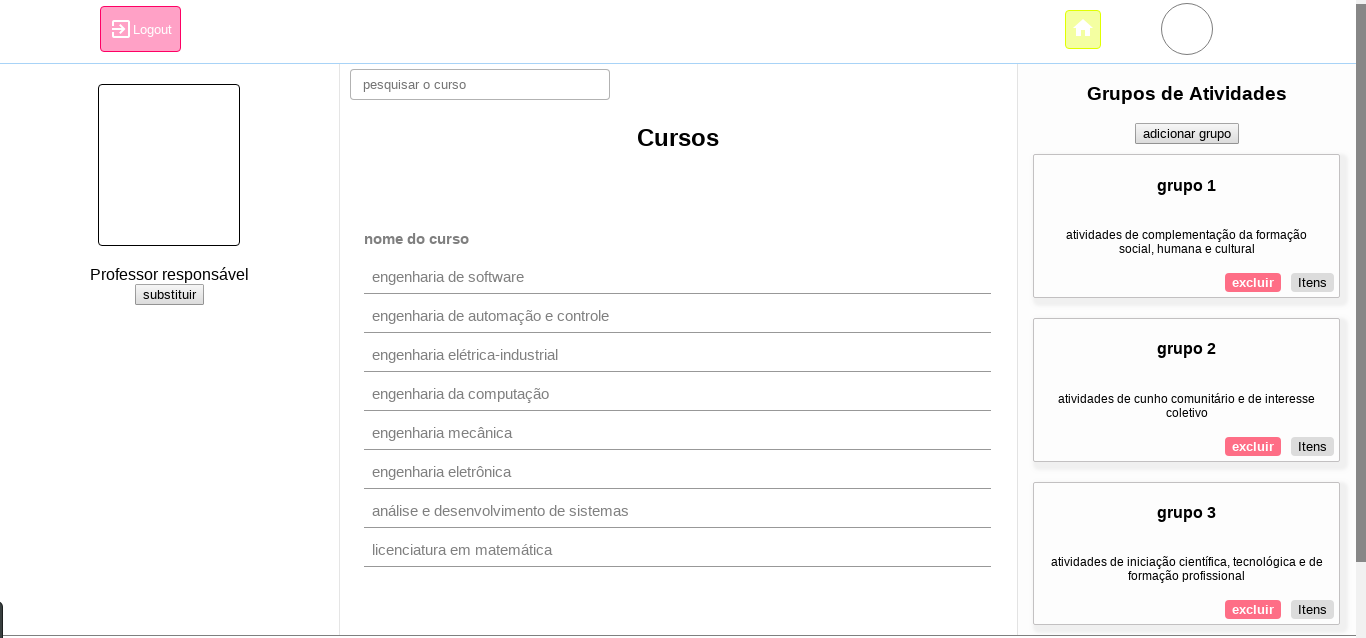 Logout
Professor responsável
substituir
pesquisar o curso
Cursos
nome do curso
engenharia de software
engenharia de automação e controle
engenharia elétrica-industrial
engenharia da computação
engenharia mecânica
engenharia eletrônica
análise e desenvolvimento de sistemas
licenciatura em matemática
Grupos de Atividades
adicionar grupo
grupo 1
atividades de complementação da formação
social, humana e cultural
excluir Itens
grupo 2
atividades de cunho comunitário e de interesse
coletivo
excluir Itens
grupo 3
atividades de iniciação científica, tecnológica e de
formação profissional
excluir Itens